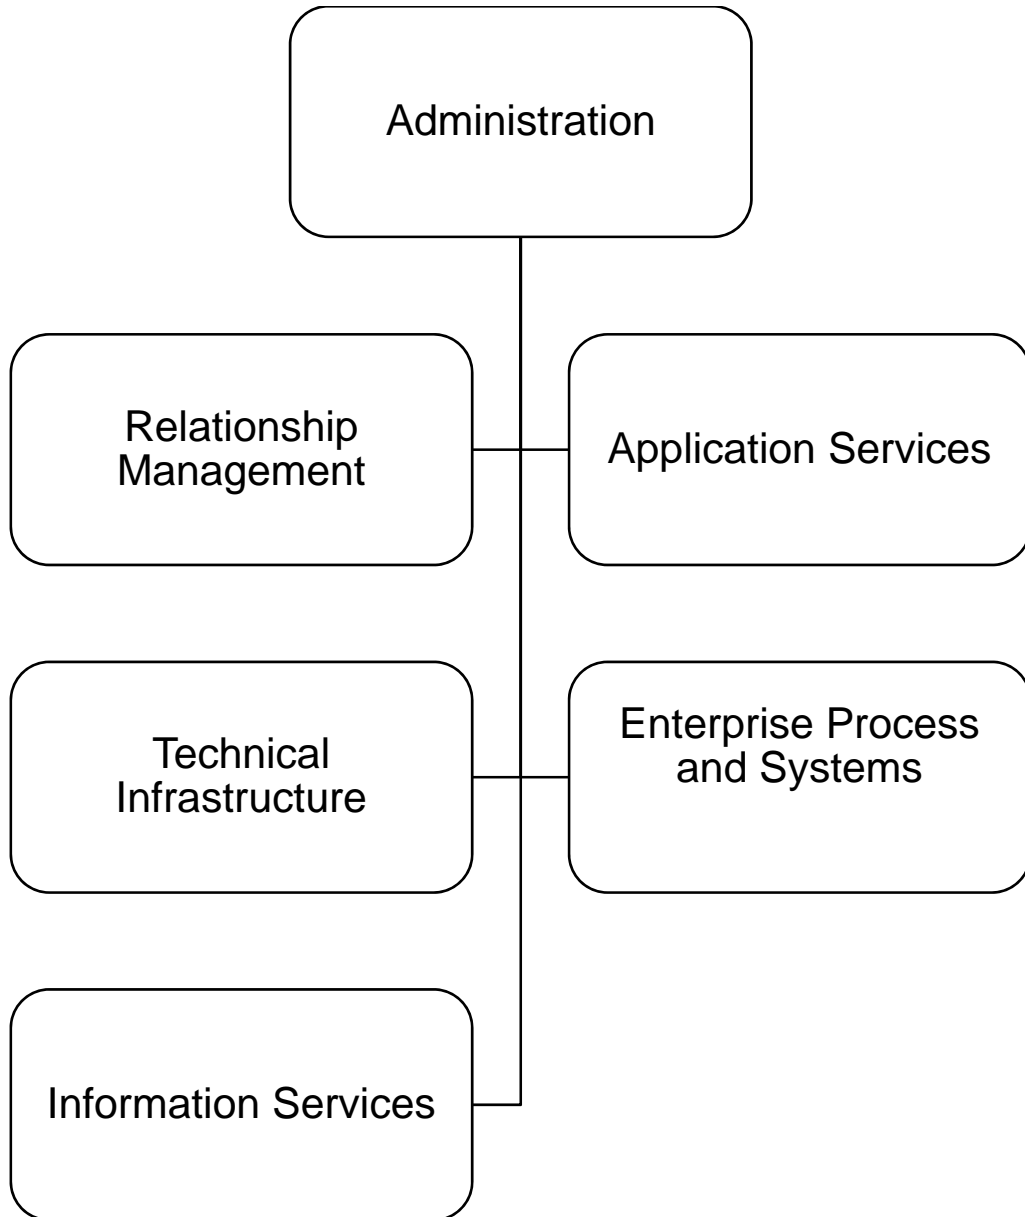 Administration
Relationship
Management
Application Services
Technical
Infrastructure
Enterprise Process
and Systems
Information Services